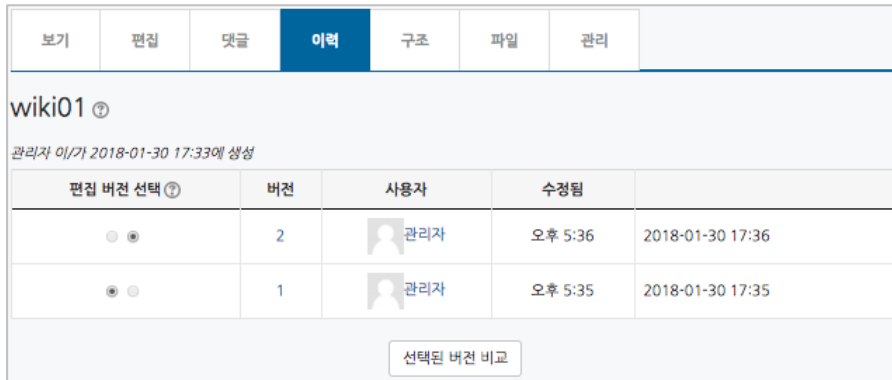 보기 편집 댓글 이력 구조 파일 관리
wiki01
관리자 이/가 2018-01-30 17:33에 생성
편집 버전 선택 버전 사용자 수정됨
2 관리자 오후 5:36 2018-01-30 17:36
1 관리자 오후 5:35 2018-01-30 17:35
선택된 버전 비교